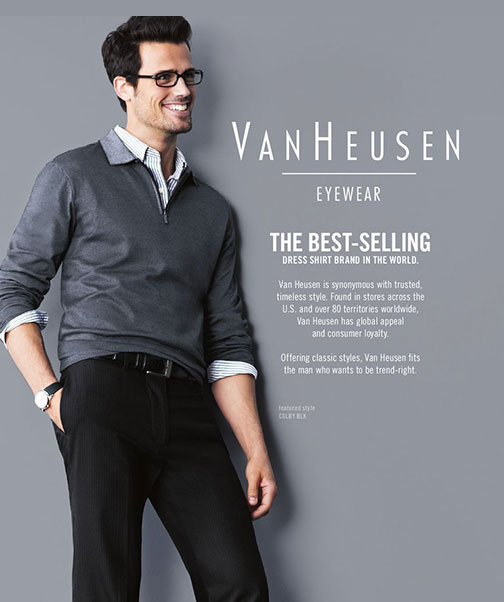 VANHEUSEN
EYEWEAR
THE BEST-SELLING
DRESS SHIRT BRAND IN THE WORLD.
Van Heusen is synonymous with trusted,
timeless style. Found in stores across the
U.S. and over 80 territories worldwide,
Van Heusen has global appeal
and consumer loyalty.
Offering classic styles, Van Heusen fits
the man who wants to be trend-right.
featured style
COLBY BLK